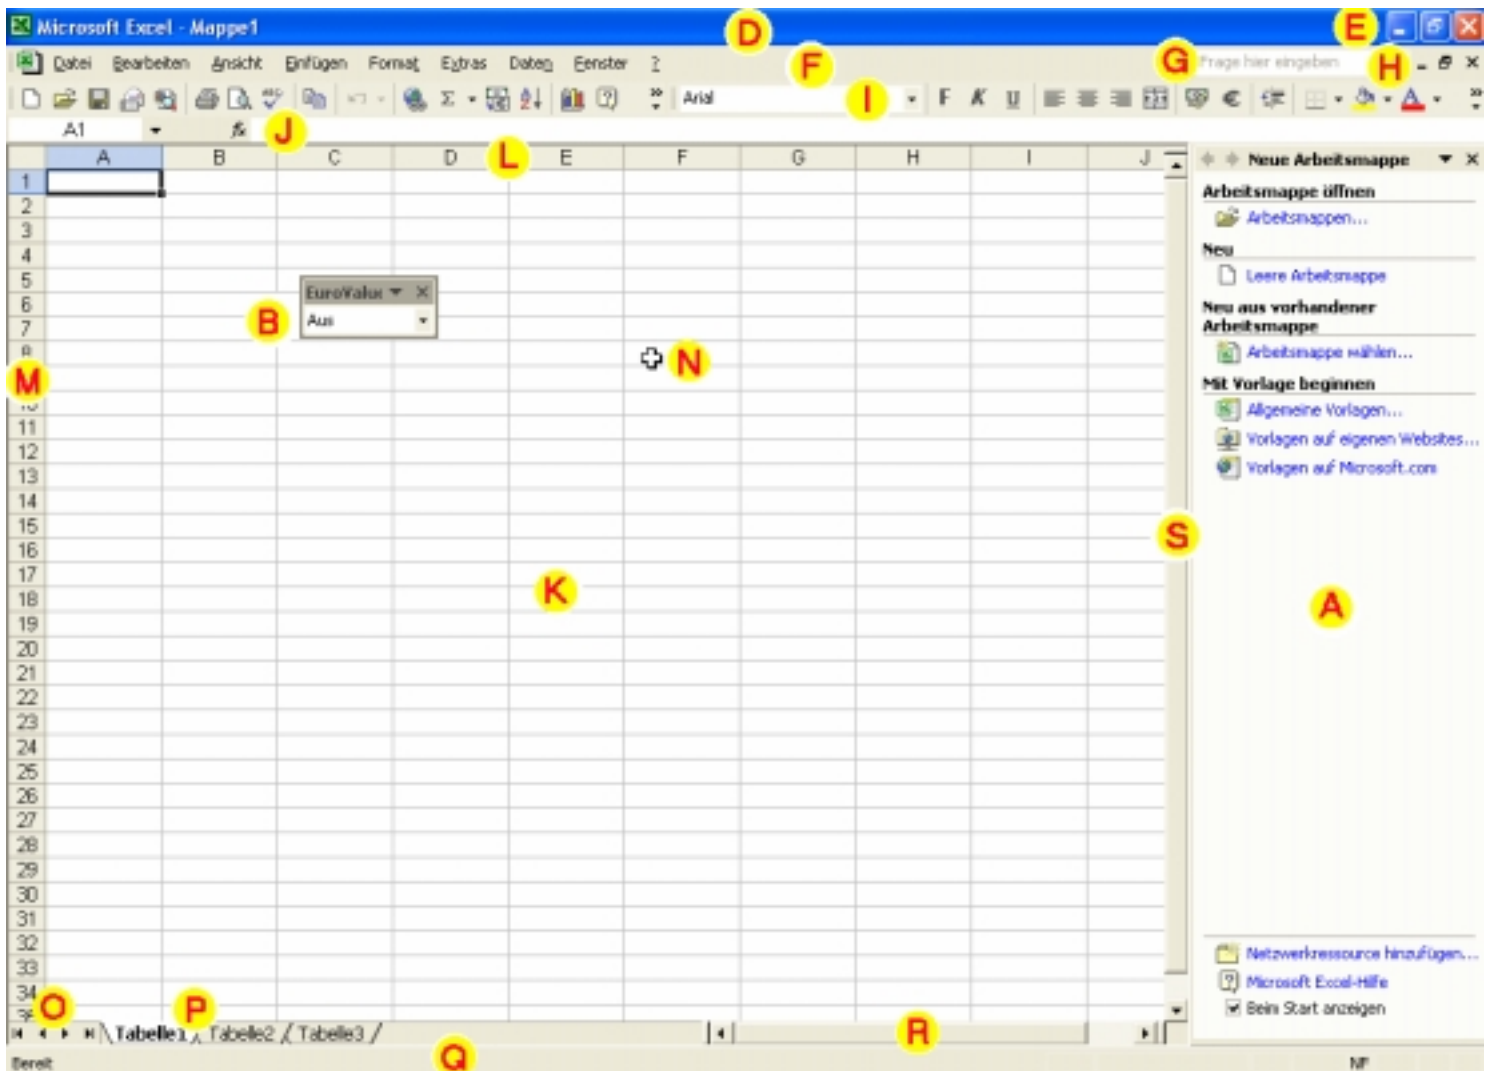 Microsoft Excel - Mappe1
D
E
Datei Bearbeiten Ansicht Einfügen Format Extras Daten Fenster ?
F
G
Frage hier eingeben
H
Arial
I
F K U
€
A
A1
fx
J
A B C D L E F G H I J
Neue Arbeitsmappe
1
Arbeitsmappe öffnen
2
Arbeitsmappen...
3
Neu
4
5
Leere Arbeitsmappe
EuroValue
6
Neu aus vorhandener
Arbeitsmappe
B
Aus
7
8
N
Arbeitsmappe wählen...
M
Mit Vorlage beginnen
10
Allgemeine Vorlagen...
11
12
Vorlagen auf eigenen Websites...
13
Vorlagen auf Microsoft.com
14
15
S
16
17
K
18
A
19
20
21
22
23
24
25
26
27
28
29
30
31
32
33
Netzwerkressource hinzufügen...
34
Microsoft Excel-Hilfe
O
P
Beim Start anzeigen
35
Tabelle1 Tabelle2 Tabelle3
R
Q
Bereit
NF